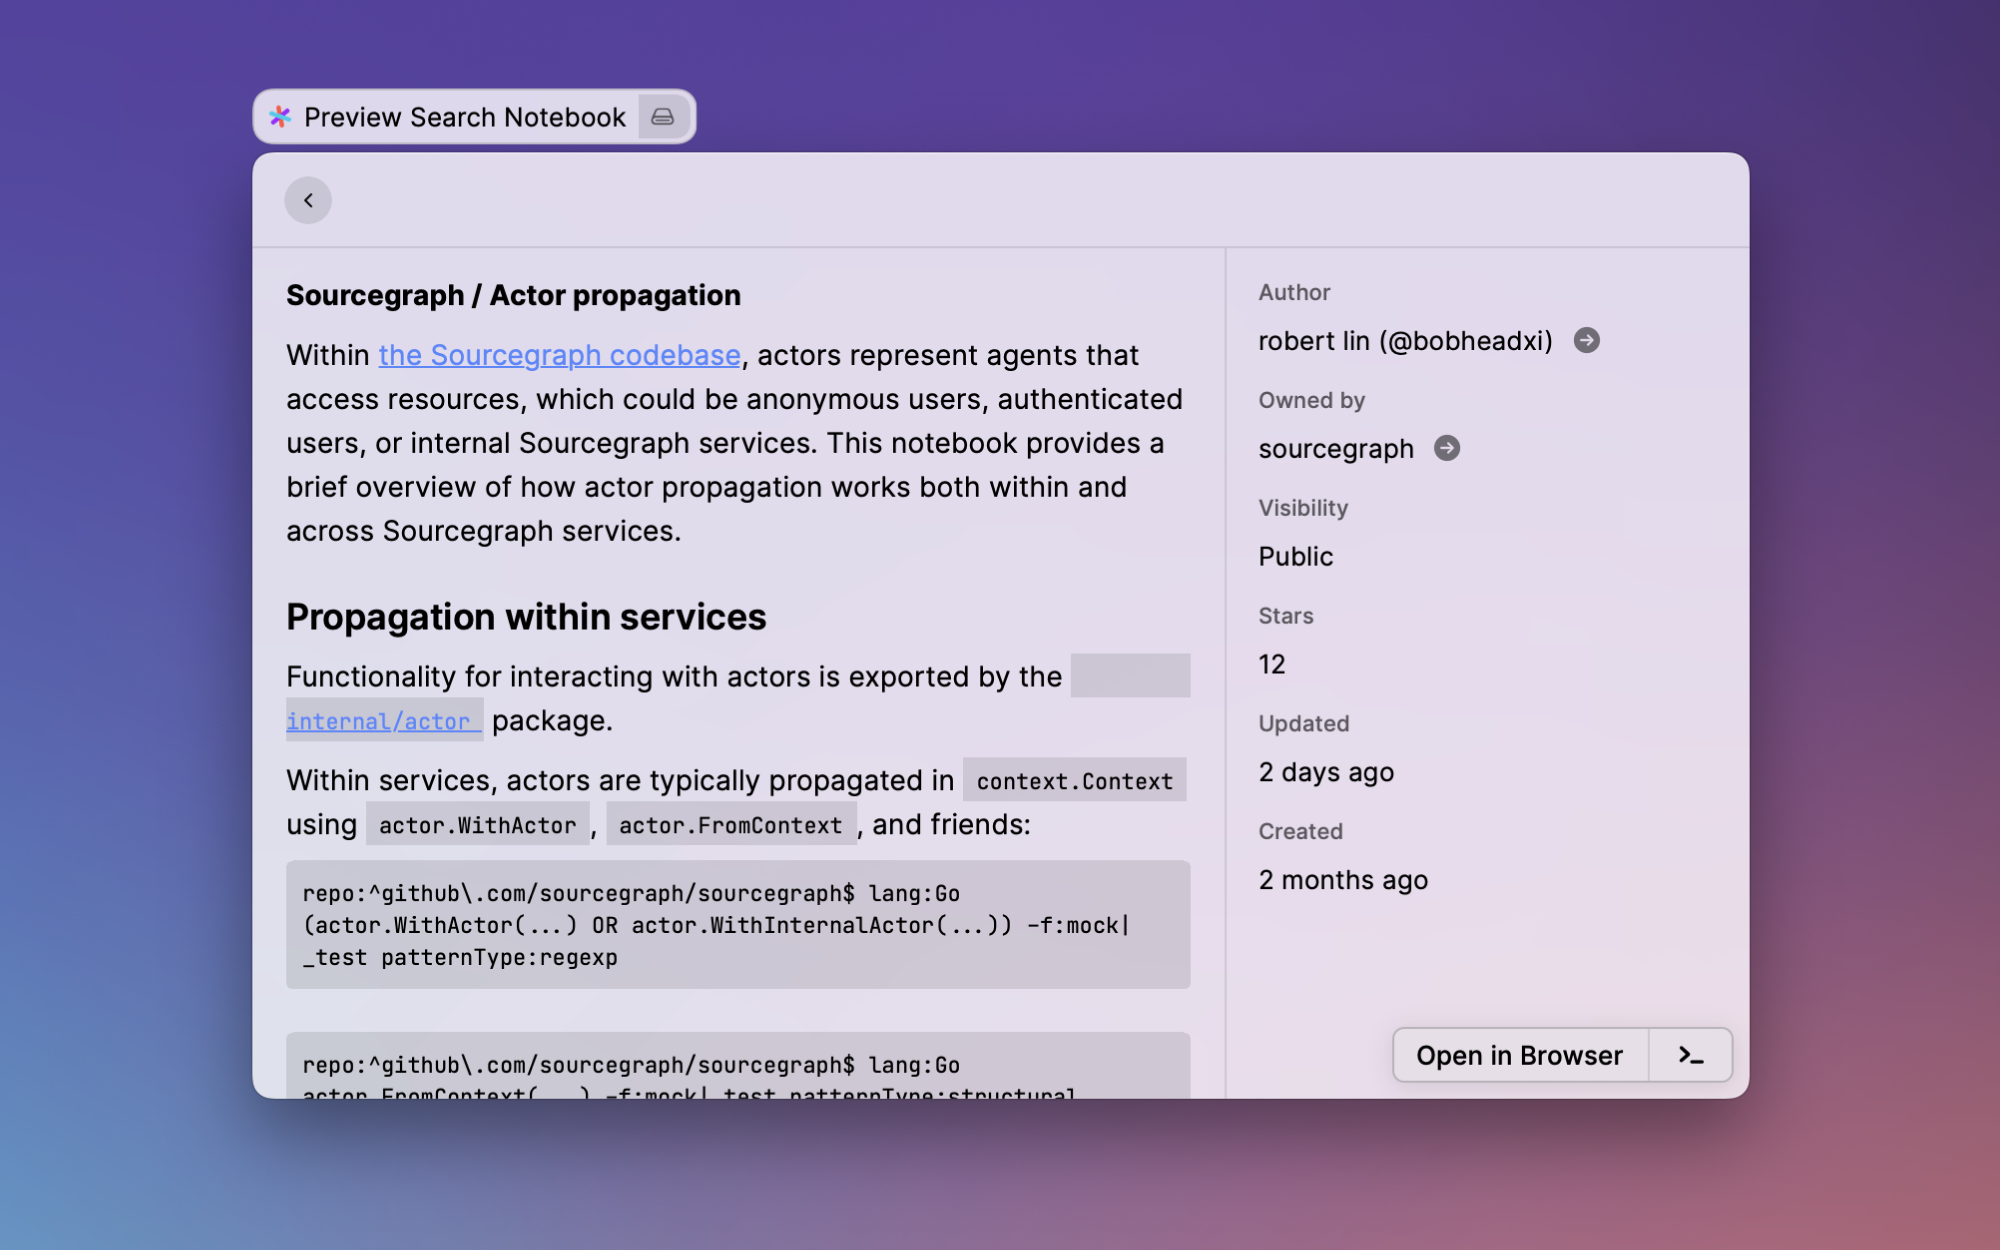 Preview Search Notebook
Sourcegraph / Actor propagation
Within the Sourcegraph codebase, actors represent agents that
access resources, which could be anonymous users, authenticated
users, or internal Sourcegraph services. This notebook provides a
brief overview of how actor propagation works both within and
across Sourcegraph services.
Propagation within services
Functionality for interacting with actors is exported by the
internal/actor package.
Within services, actors are typically propagated in context.Context
using actor.WithActor, actor.FromContext, and friends:
repo:^github\.com/sourcegraph/sourcegraph$ lang:Go
(actor.WithActor(...) OR actor.WithInternalActor(...)) -f:mock|
_test patternType:regexp
repo:^github\.com/sourcegraph/sourcegraph$ lang:Go
actor.FromContext(...) -f:mock|_test patternType:structural
Author
robert lin (@bobheadxi)
Owned by
sourcegraph
Visibility
Public
Stars
12
Updated
2 days ago
Created
2 months ago
Open in Browser